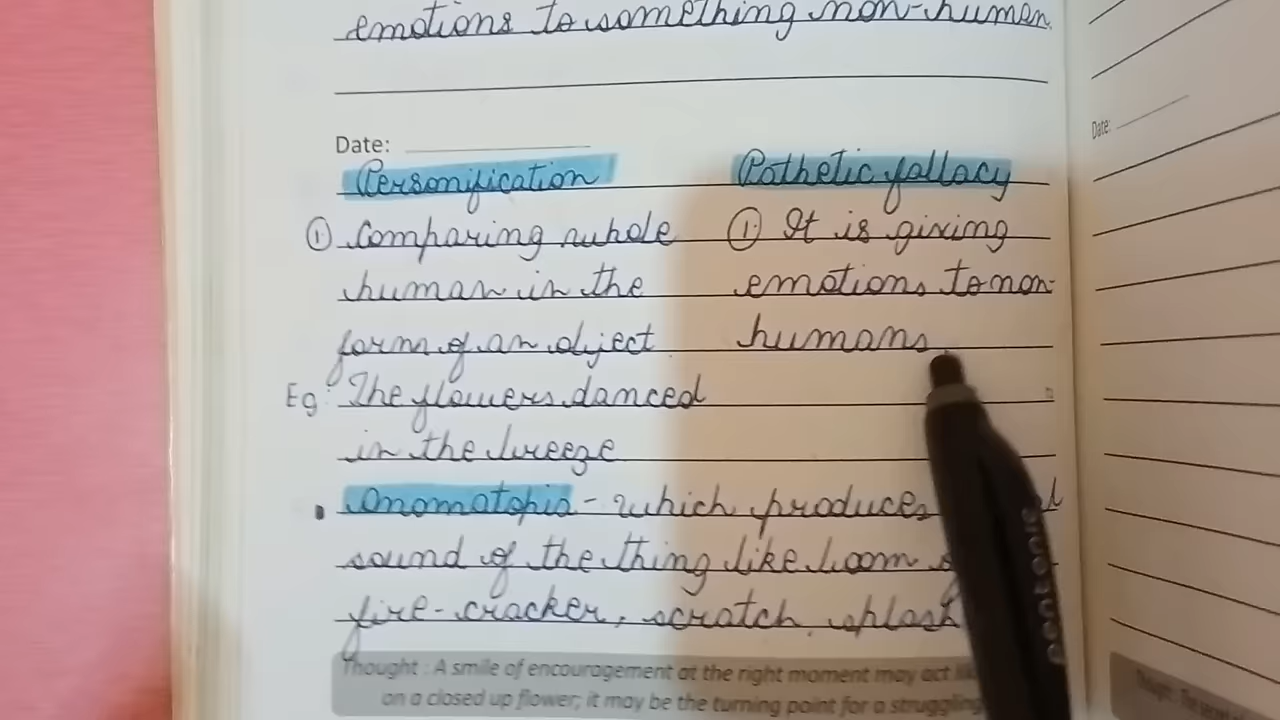 emotions to something non-human.
Date:
Date:
Personification
Pathetic fallacy
① Comparing whole
human in the
form of an object
Eg: The flowers danced
in the breeze
① It is giving
emotions to non-
humans
• Onomatopia - which produces
sound of the thing like boom
fire-cracker, scratch, splash
Thought : A smile of encouragement at the right moment may act
on a closed up flower; it may be the turning point for a struggling
pentonic